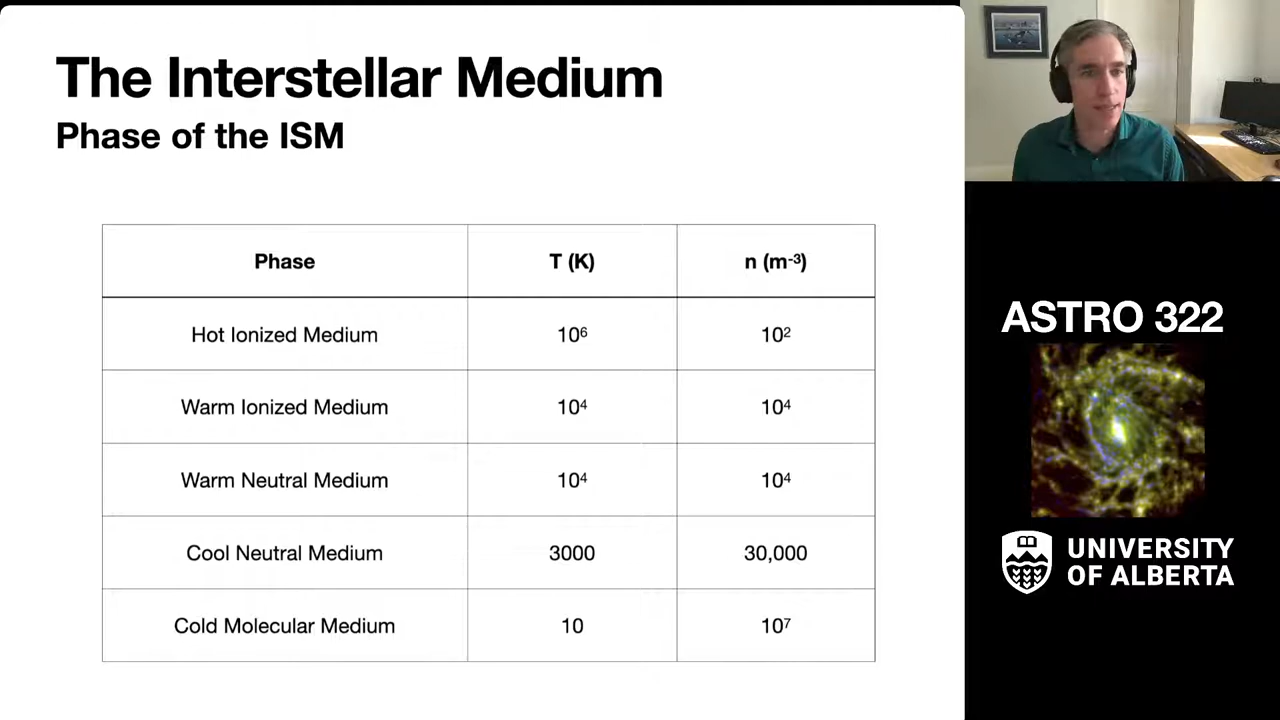 The Interstellar Medium
Phase of the ISM
Phase T (K) n (m⁻³)
Hot Ionized Medium 10⁶ 10²
Warm Ionized Medium 10⁴ 10⁴
Warm Neutral Medium 10⁴ 10⁴
Cool Neutral Medium 3000 30,000
Cold Molecular Medium 10 10⁷
ASTRO 322
UNIVERSITY
OF ALBERTA